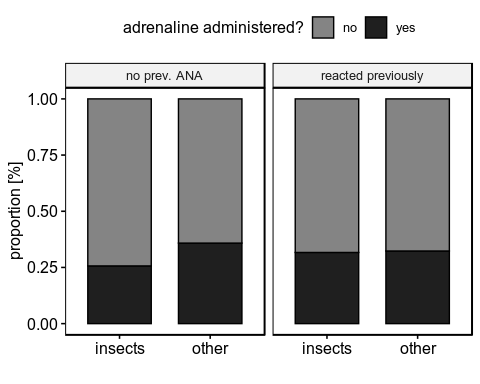 adrenaline administered? no yes
no prev. ANA reacted previously
proportion [%]
1.00
0.75
0.50
0.25
0.00
insects other insects other